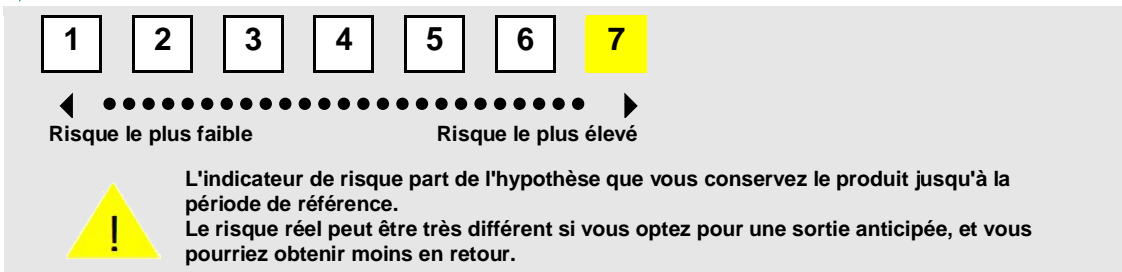 1 2 3 4 5 6 7
Risque le plus faible Risque le plus élevé
! L'indicateur de risque part de l'hypothèse que vous conservez le produit jusqu'à la
période de référence.
Le risque réel peut être très différent si vous optez pour une sortie anticipée, et vous
pourriez obtenir moins en retour.